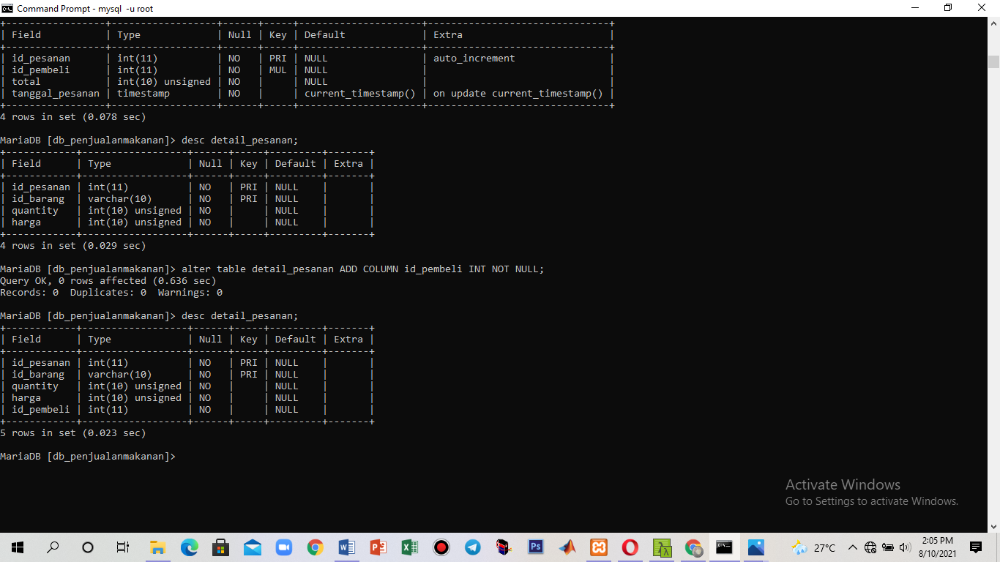 Command Prompt - mysql -u root
+-----------------+------------------+------+-----+---------------------+-------------------------------+
| Field           | Type             | Null | Key | Default             | Extra                         |
+-----------------+------------------+------+-----+---------------------+-------------------------------+
| id_pesanan      | int(11)          | NO   | PRI | NULL                | auto_increment                |
| id_pembeli      | int(11)          | NO   | MUL | NULL                |                               |
| total           | int(10) unsigned | NO   |     | NULL                |                               |
| tanggal_pesanan | timestamp        | NO   |     | current_timestamp() | on update current_timestamp() |
+-----------------+------------------+------+-----+---------------------+-------------------------------+
4 rows in set (0.078 sec)
MariaDB [db_penjualanmakanan]> desc detail_pesanan;
+------------+------------------+------+-----+---------+-------+
| Field      | Type             | Null | Key | Default | Extra |
+------------+------------------+------+-----+---------+-------+
| id_pesanan | int(11)          | NO   | PRI | NULL    |       |
| id_barang  | varchar(10)      | NO   | PRI | NULL    |       |
| quantity   | int(10) unsigned | NO   |     | NULL    |       |
| harga      | int(10) unsigned | NO   |     | NULL    |       |
+------------+------------------+------+-----+---------+-------+
4 rows in set (0.029 sec)
MariaDB [db_penjualanmakanan]> alter table detail_pesanan ADD COLUMN id_pembeli INT NOT NULL;
Query OK, 0 rows affected (0.636 sec)
Records: 0  Duplicates: 0  Warnings: 0
MariaDB [db_penjualanmakanan]> desc detail_pesanan;
+------------+------------------+------+-----+---------+-------+
| Field      | Type             | Null | Key | Default | Extra |
+------------+------------------+------+-----+---------+-------+
| id_pesanan | int(11)          | NO   | PRI | NULL    |       |
| id_barang  | varchar(10)      | NO   | PRI | NULL    |       |
| quantity   | int(10) unsigned | NO   |     | NULL    |       |
| harga      | int(10) unsigned | NO   |     | NULL    |       |
| id_pembeli | int(11)          | NO   |     | NULL    |       |
+------------+------------------+------+-----+---------+-------+
5 rows in set (0.023 sec)
MariaDB [db_penjualanmakanan]>
Activate Windows
Go to Settings to activate Windows.
27°C
2:05 PM
8/10/2021